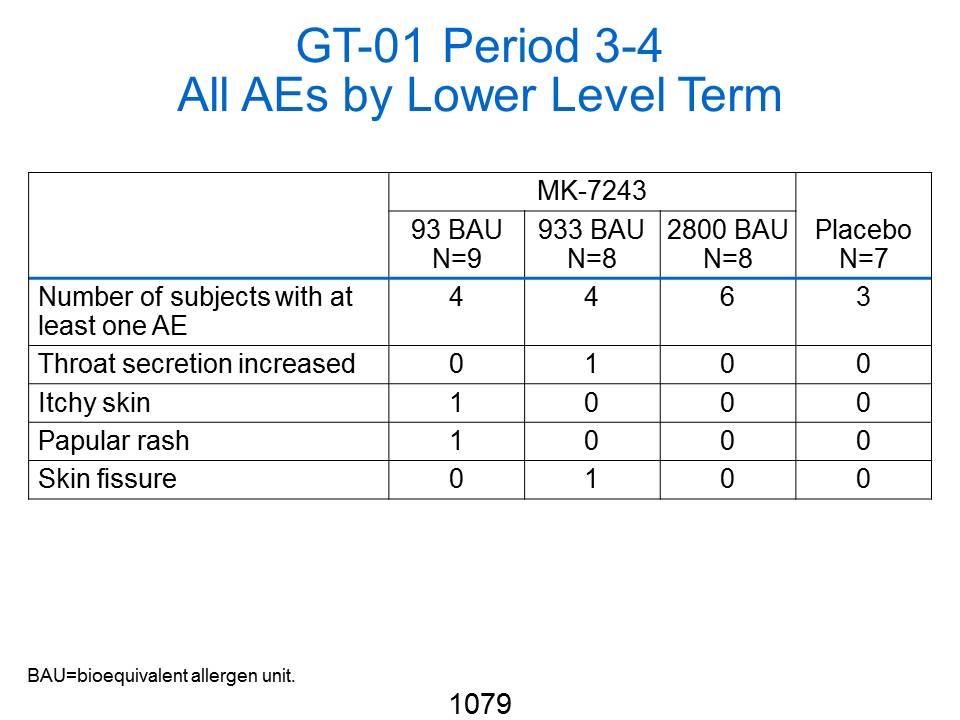 GT-01 Period 3-4
All AEs by Lower Level Term
MK-7243
93 BAU 933 BAU 2800 BAU Placebo
N=9 N=8 N=8 N=7
Number of subjects with at 4 4 6 3
least one AE
Throat secretion increased 0 1 0 0
Itchy skin 1 0 0 0
Papular rash 1 0 0 0
Skin fissure 0 1 0 0
BAU=bioequivalent allergen unit.
1079